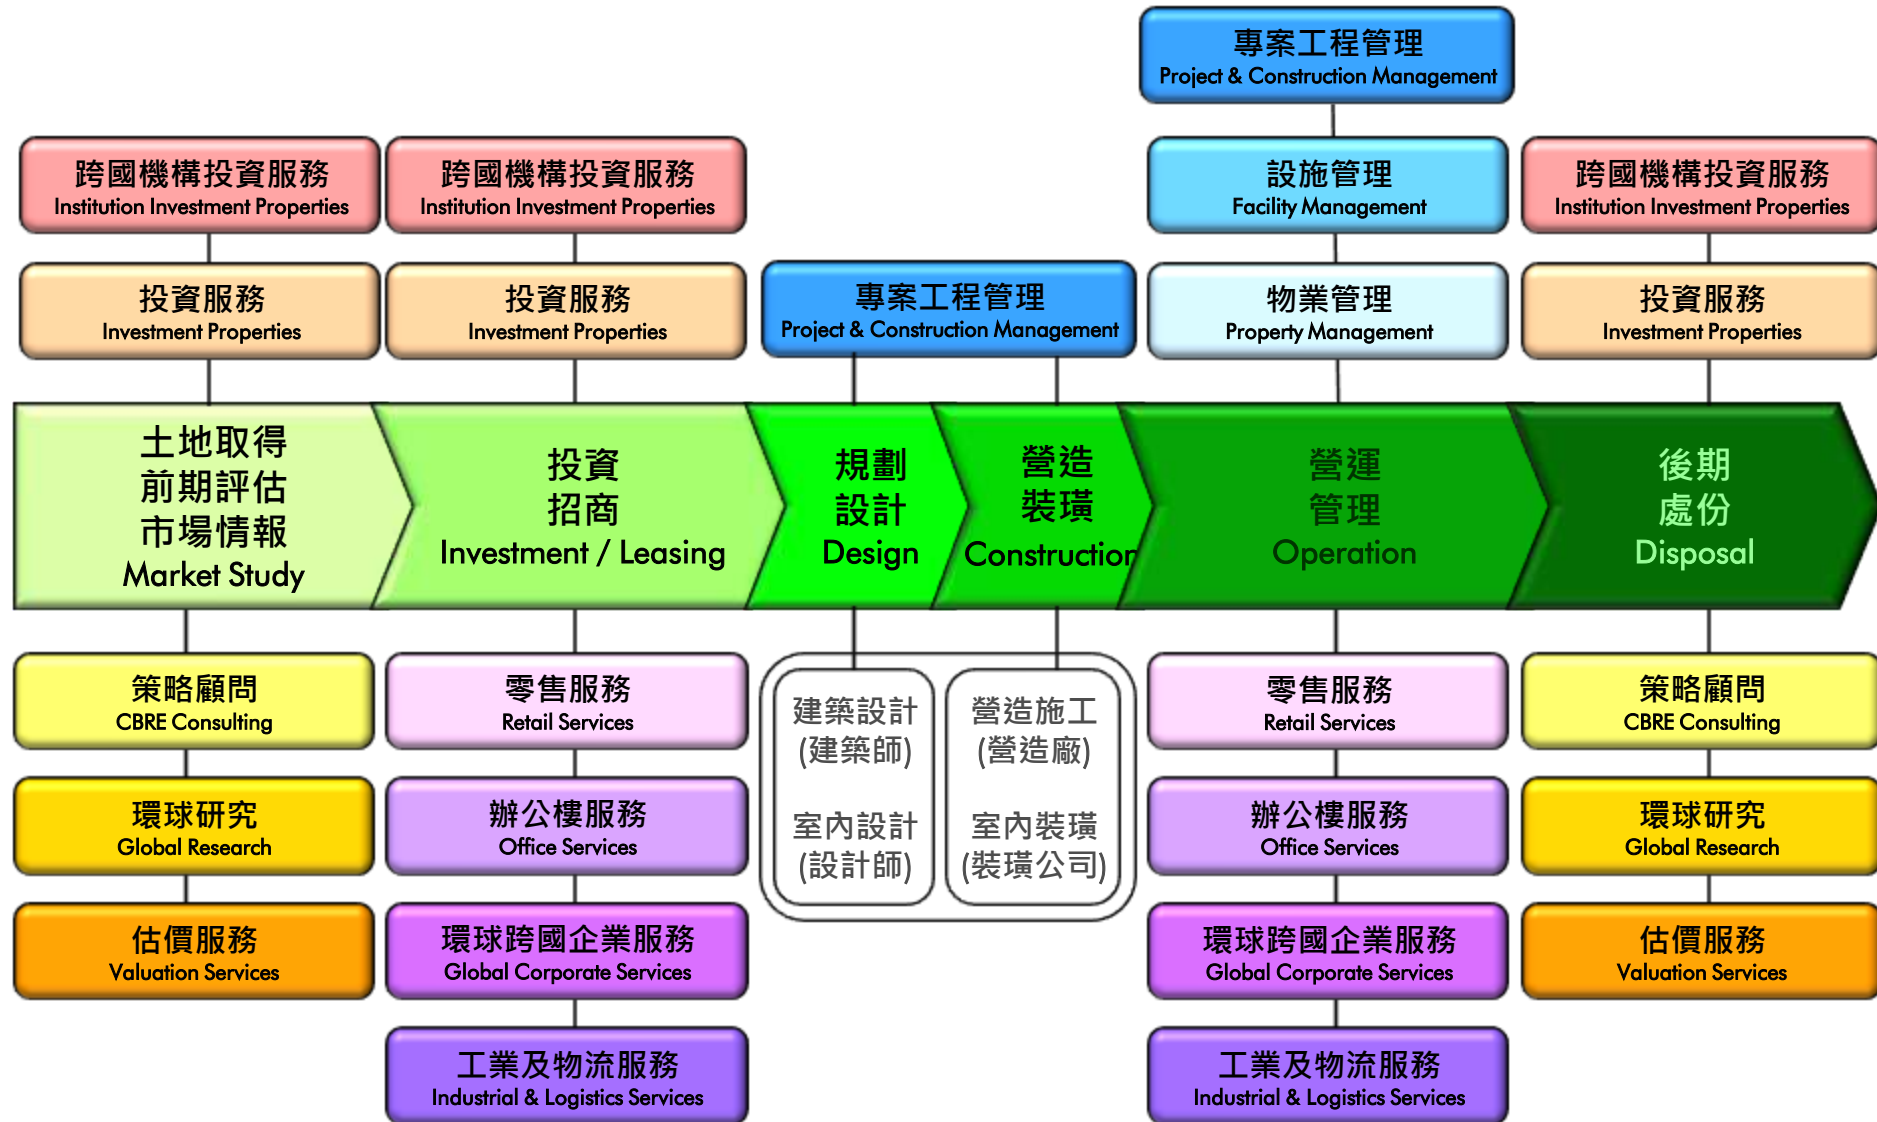 專案工程管理
Project & Construction Management
跨國機構投資服務
Institution Investment Properties
跨國機構投資服務
Institution Investment Properties
設施管理
Facility Management
跨國機構投資服務
Institution Investment Properties
投資服務
Investment Properties
投資服務
Investment Properties
專案工程管理
Project & Construction Management
物業管理
Property Management
投資服務
Investment Properties
土地取得
前期評估
市場情報
Market Study
投資
招商
Investment / Leasing
規劃
設計
Design
營造
裝璜
Construction
營運
管理
Operation
後期
處份
Disposal
策略顧問
CBRE Consulting
零售服務
Retail Services
建築設計
(建築師)
室內設計
(設計師)
營造施工
(營造廠)
室內裝璜
(裝璜公司)
零售服務
Retail Services
策略顧問
CBRE Consulting
環球研究
Global Research
辦公樓服務
Office Services
辦公樓服務
Office Services
環球研究
Global Research
估價服務
Valuation Services
環球跨國企業服務
Global Corporate Services
環球跨國企業服務
Global Corporate Services
估價服務
Valuation Services
工業及物流服務
Industrial & Logistics Services
工業及物流服務
Industrial & Logistics Services